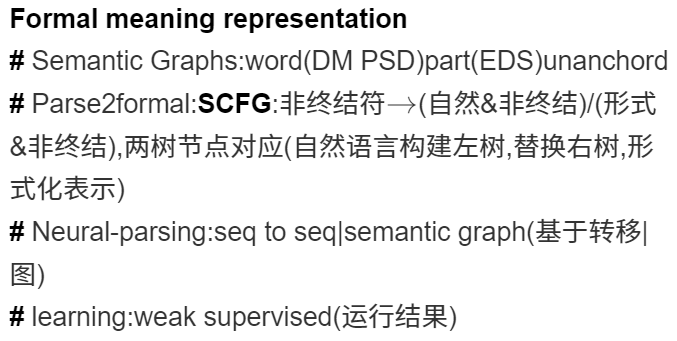 Formal meaning representation
# Semantic Graphs:word(DM PSD)part(EDS)unanchord
# Parse2formal:SCFG:非终结符→(自然&非终结)/(形式
&非终结),两树节点对应(自然语言构建左树,替换右树,形
式化表示)
# Neural-parsing:seq to seq|semantic graph(基于转移|
图)
# learning:weak supervised(运行结果)